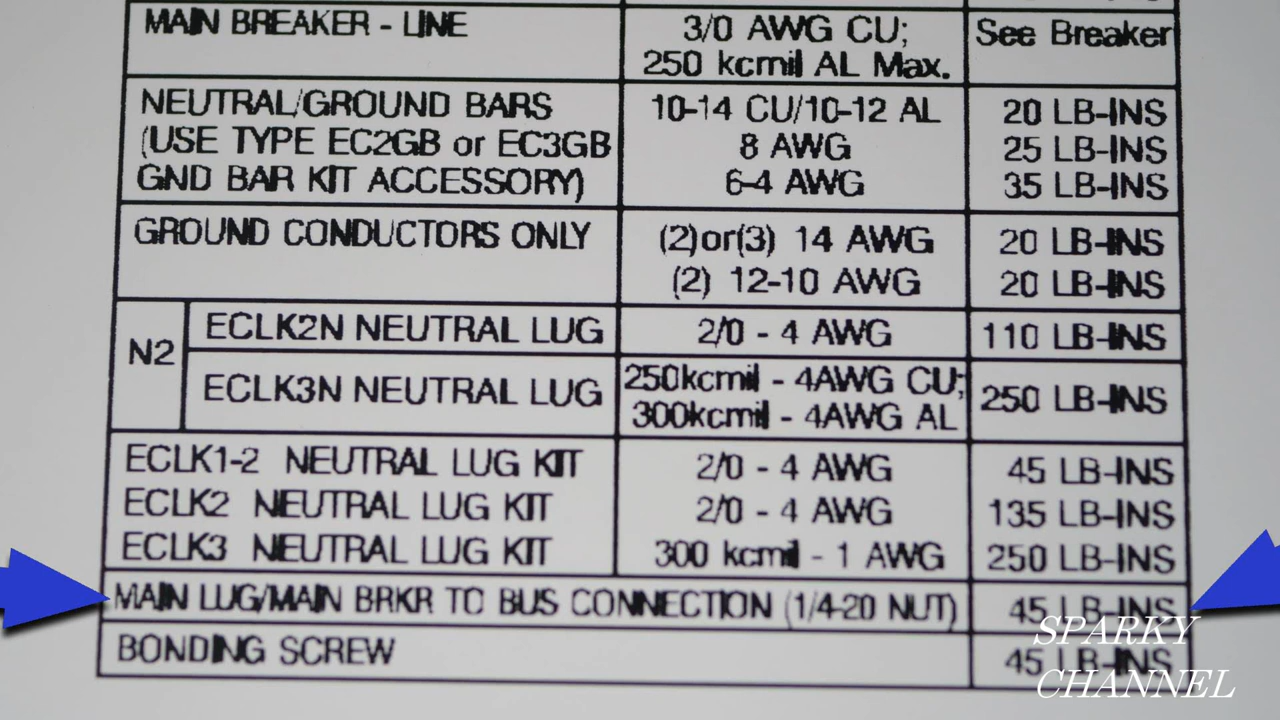 MAIN BREAKER - LINE 3/0 AWG CU; See Breaker
250 kcmil AL Max.
NEUTRAL/GROUND BARS 10-14 CU/10-12 AL 20 LB-INS
(USE TYPE EC2GB or EC3GB 8 AWG 25 LB-INS
GND BAR KIT ACCESSORY) 6-4 AWG 35 LB-INS
GROUND CONDUCTORS ONLY (2)or(3) 14 AWG 20 LB-INS
(2) 12-10 AWG 20 LB-INS
N2 ECLK2N NEUTRAL LUG 2/0 - 4 AWG 110 LB-INS
ECLK3N NEUTRAL LUG 250kcmil - 4AWG CU; 250 LB-INS
300kcmil - 4AWG AL
ECLK1-2 NEUTRAL LUG KIT 2/0 - 4 AWG 45 LB-INS
ECLK2 NEUTRAL LUG KIT 2/0 - 4 AWG 135 LB-INS
ECLK3 NEUTRAL LUG KIT 300 kcmil - 1 AWG 250 LB-INS
MAIN LUG/MAIN BRKR TO BUS CONNECTION (1/4-20 NUT) 45 LB-INS
BONDING SCREW 45 LB-INS
SPARKY
CHANNEL